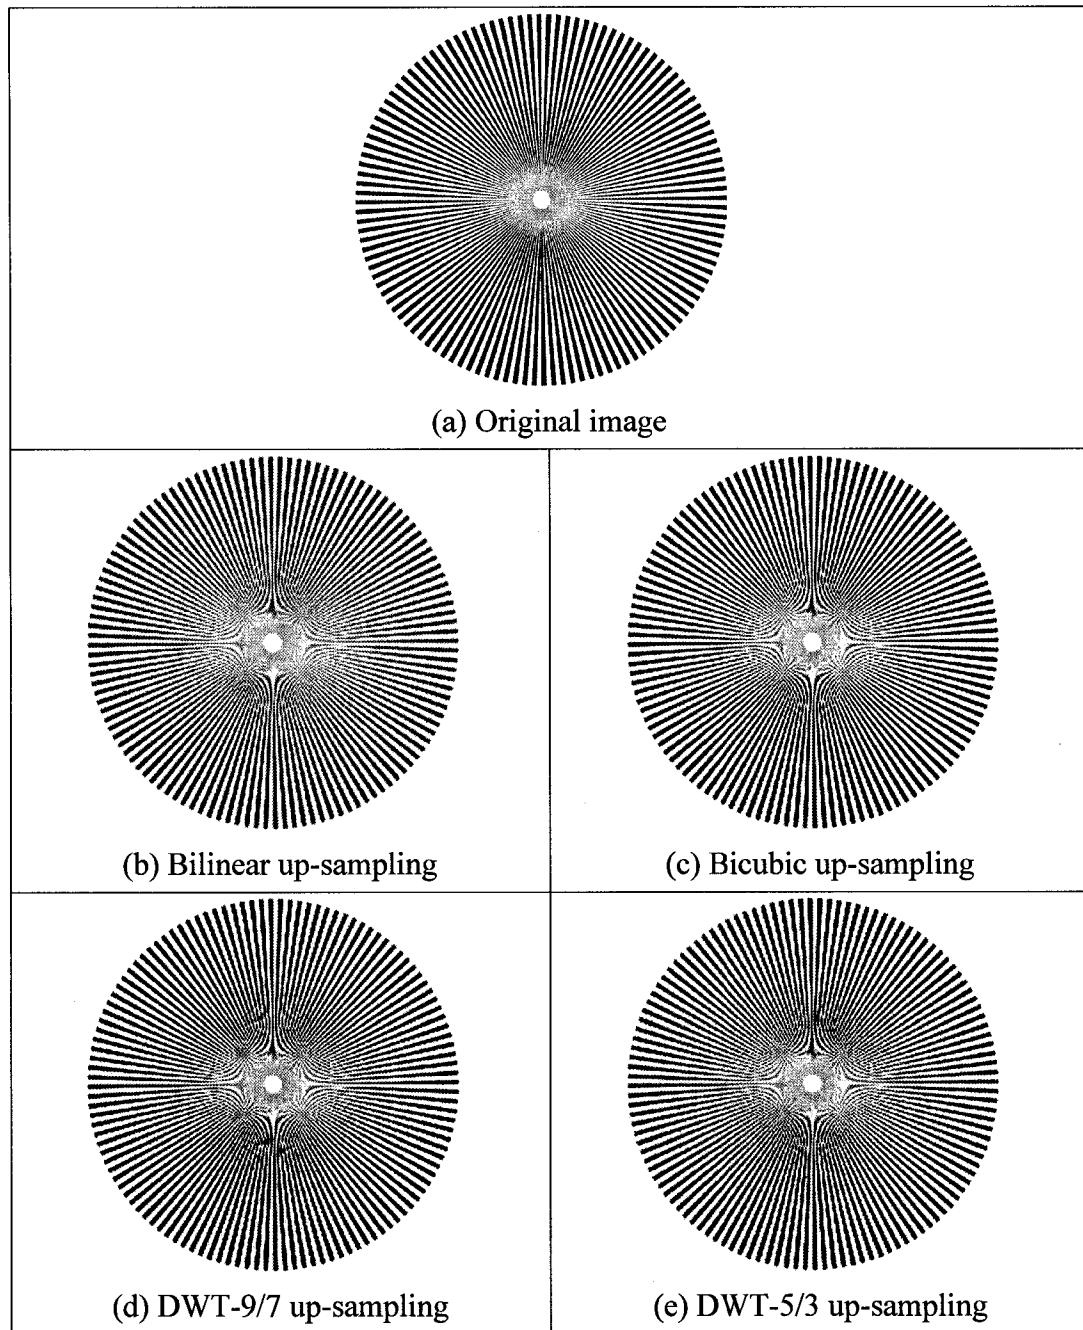 (a) Original image
(b) Bilinear up-sampling
(c) Bicubic up-sampling
(d) DWT-9/7 up-sampling
(e) DWT-5/3 up-sampling